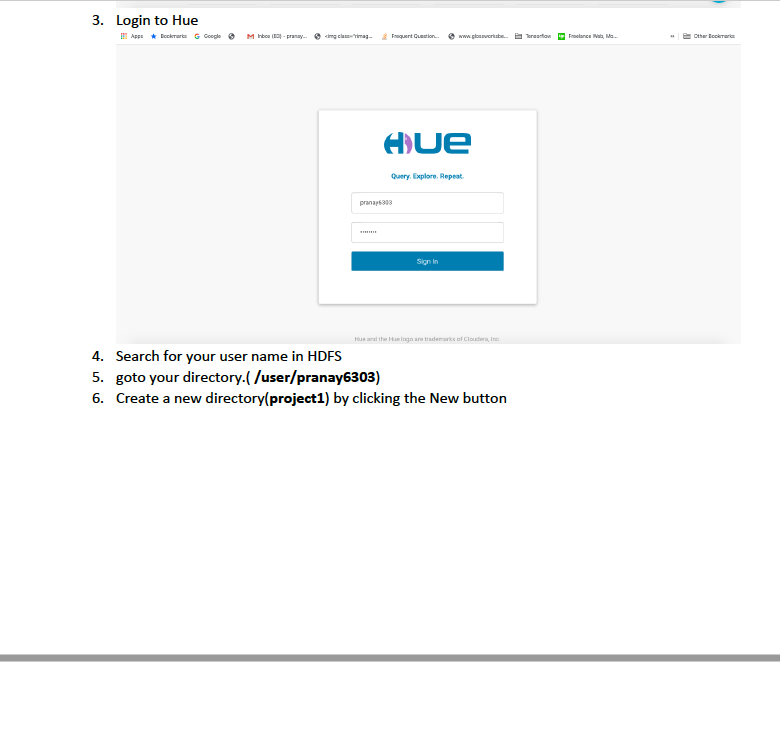 3. Login to Hue
Apps Bookmarks Google Inbox (83) - pranay... <img class="rimag... Frequent Question... Tensorflow Freelance Web, Mo... » Other Bookmarks
HUE
Query. Explore. Repeat.
pranay6303
********
Sign In
Hue and the Hue logo are trademarks of Cloudera, Inc.
4. Search for your user name in HDFS
5. goto your directory.( /user/pranay6303)
6. Create a new directory(project1) by clicking the New button